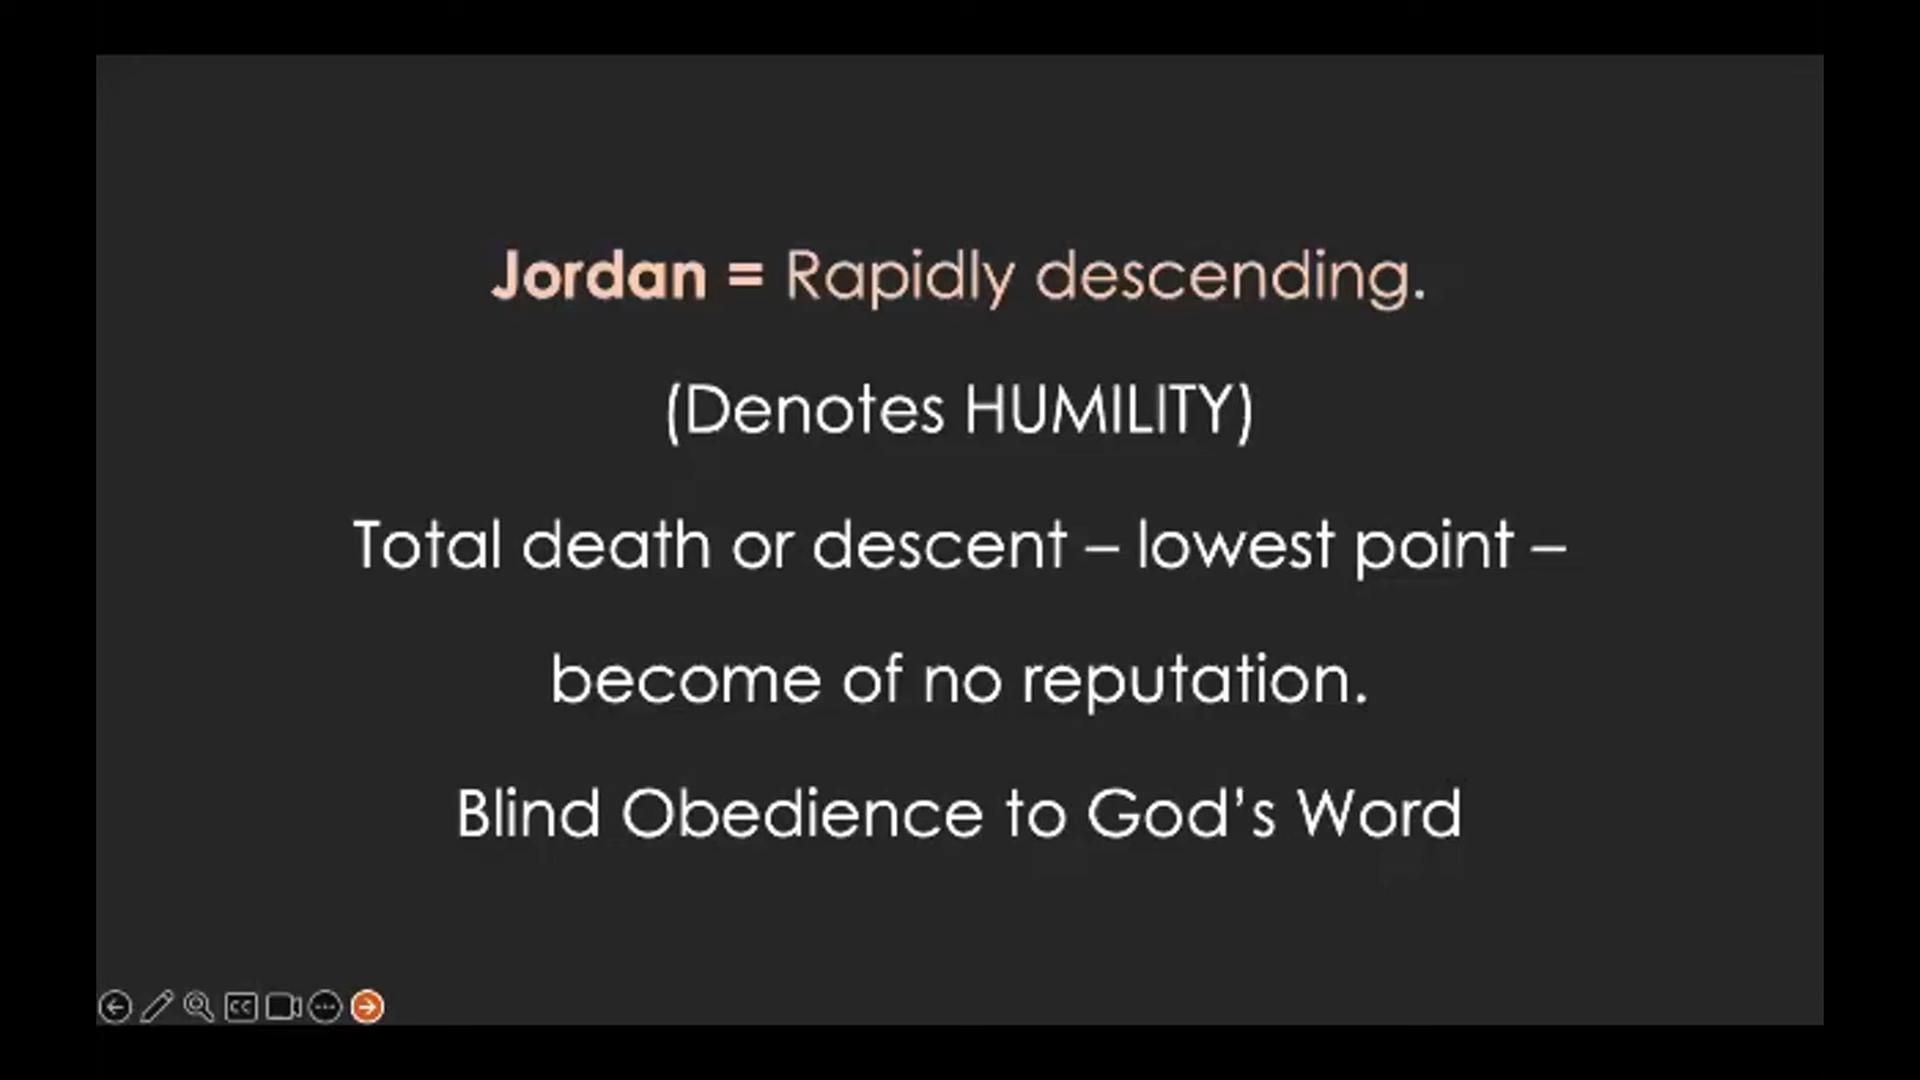 Jordan = Rapidly descending.
(Denotes HUMILITY)
Total death or descent – lowest point –
become of no reputation.
Blind Obedience to God’s Word
CC